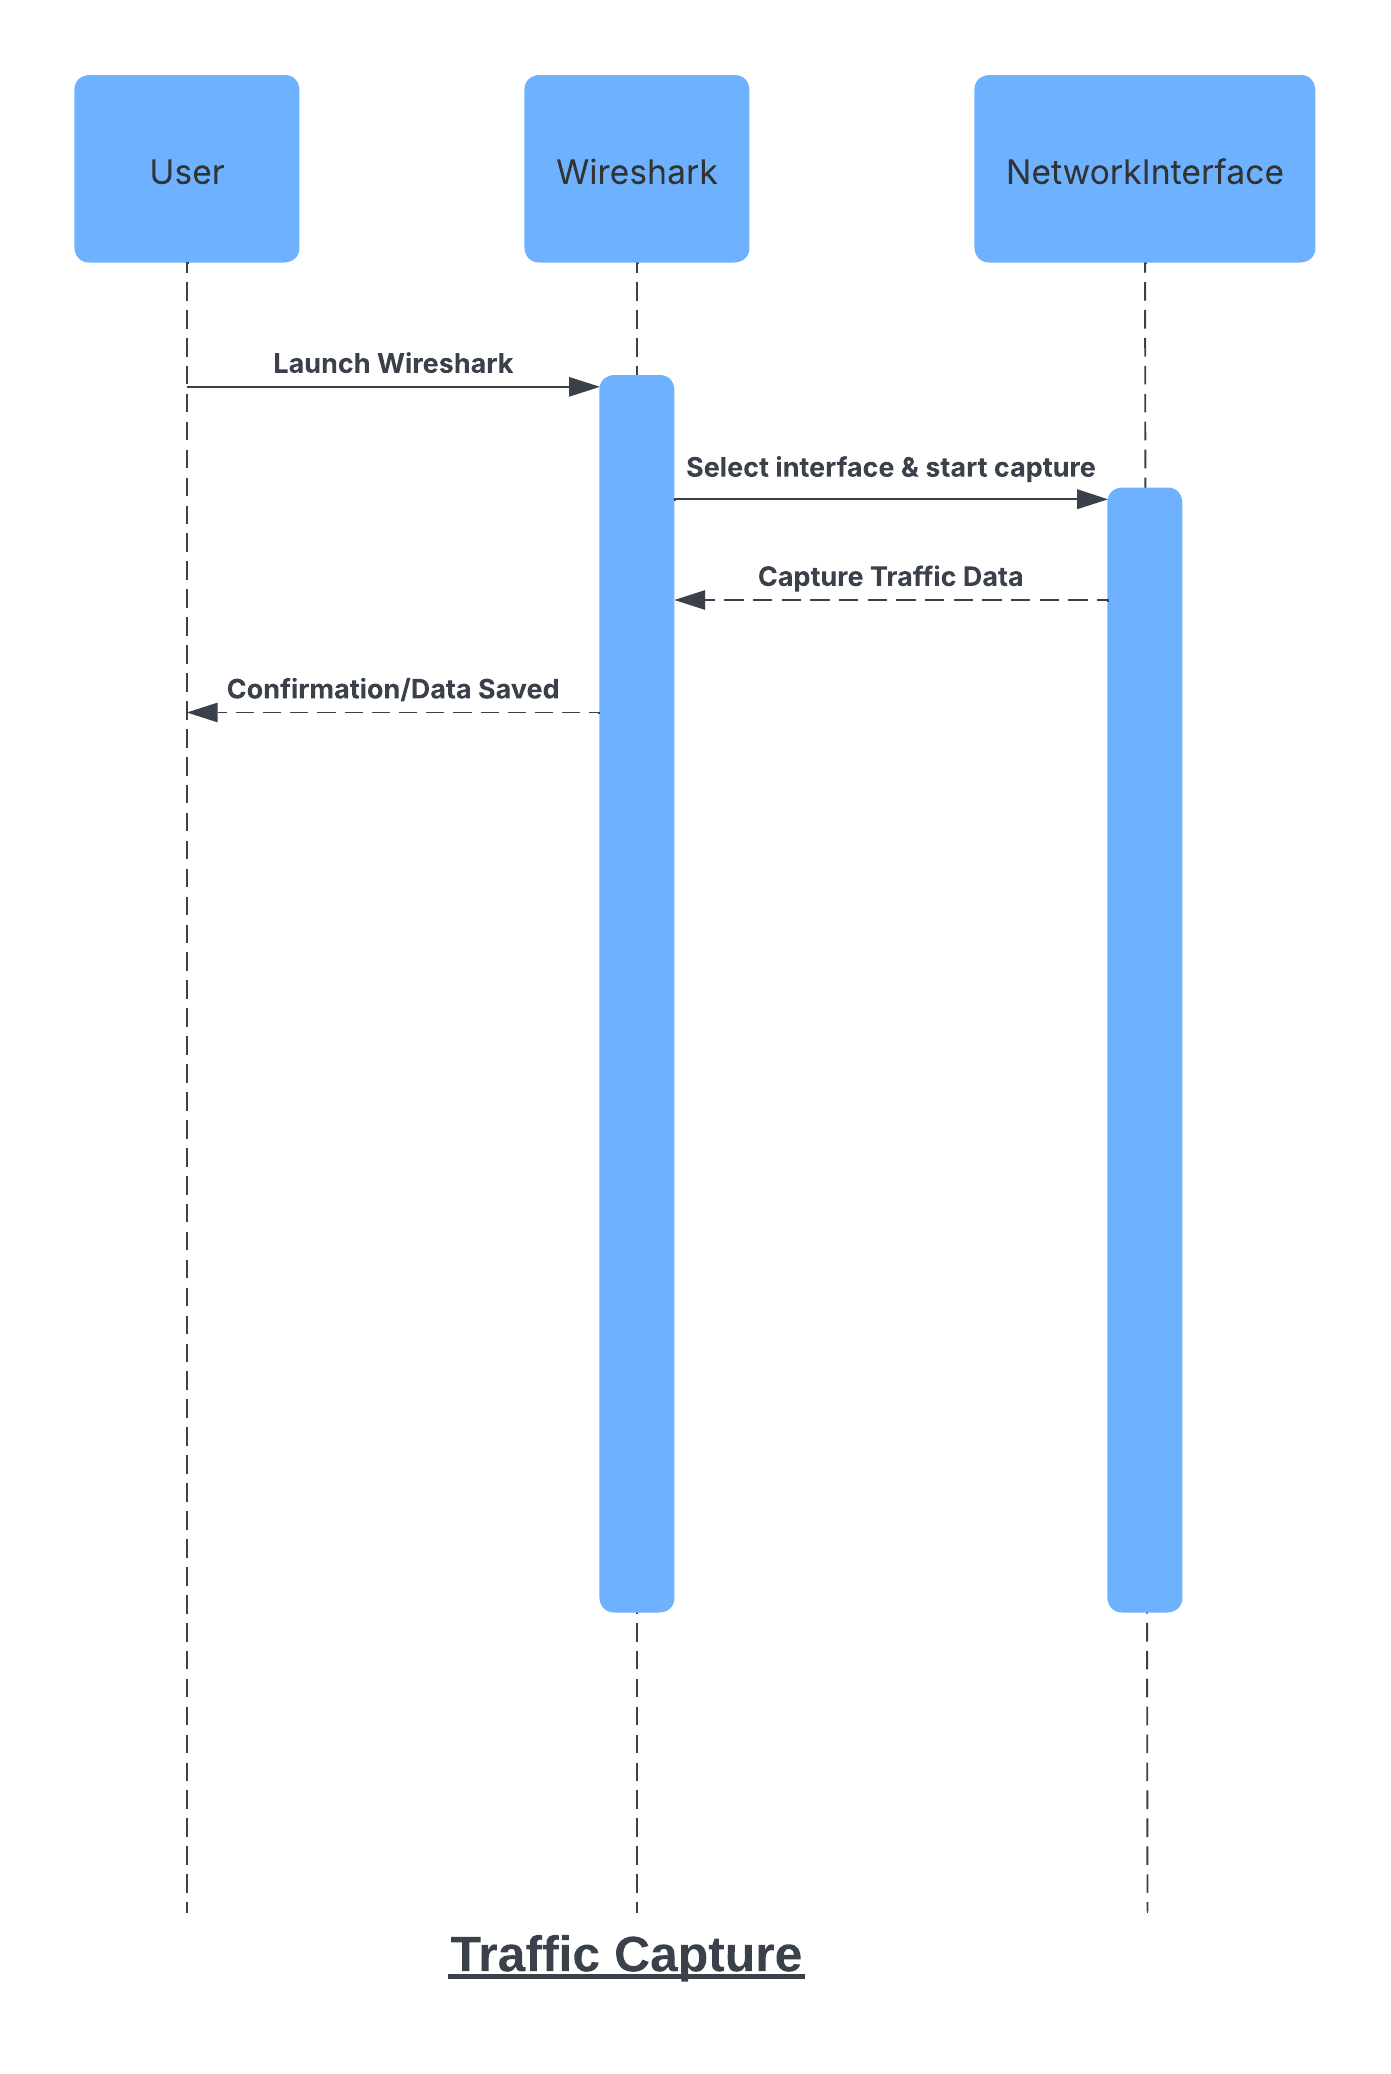 User
Wireshark
NetworkInterface
Launch Wireshark
Select interface & start capture
Capture Traffic Data
Confirmation/Data Saved
Traffic Capture